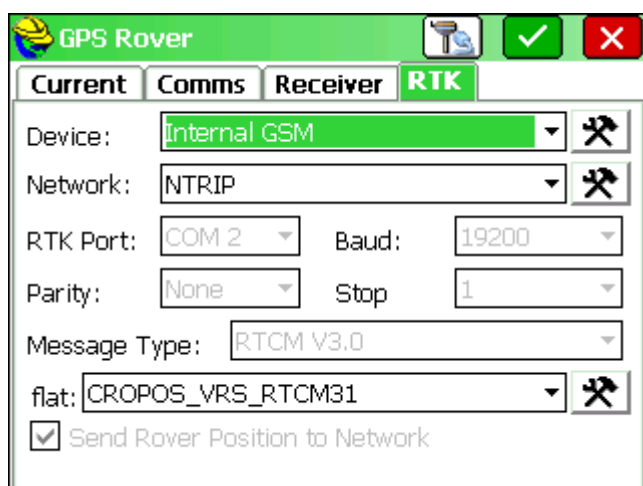 GPS Rover
Current Comms Receiver RTK
Device: Internal GSM
Network: NTRIP
RTK Port: COM 2 Baud: 19200
Parity: None Stop 1
Message Type: RTCM V3.0
flat: CROPOS_VRS_RTCM31
Send Rover Position to Network